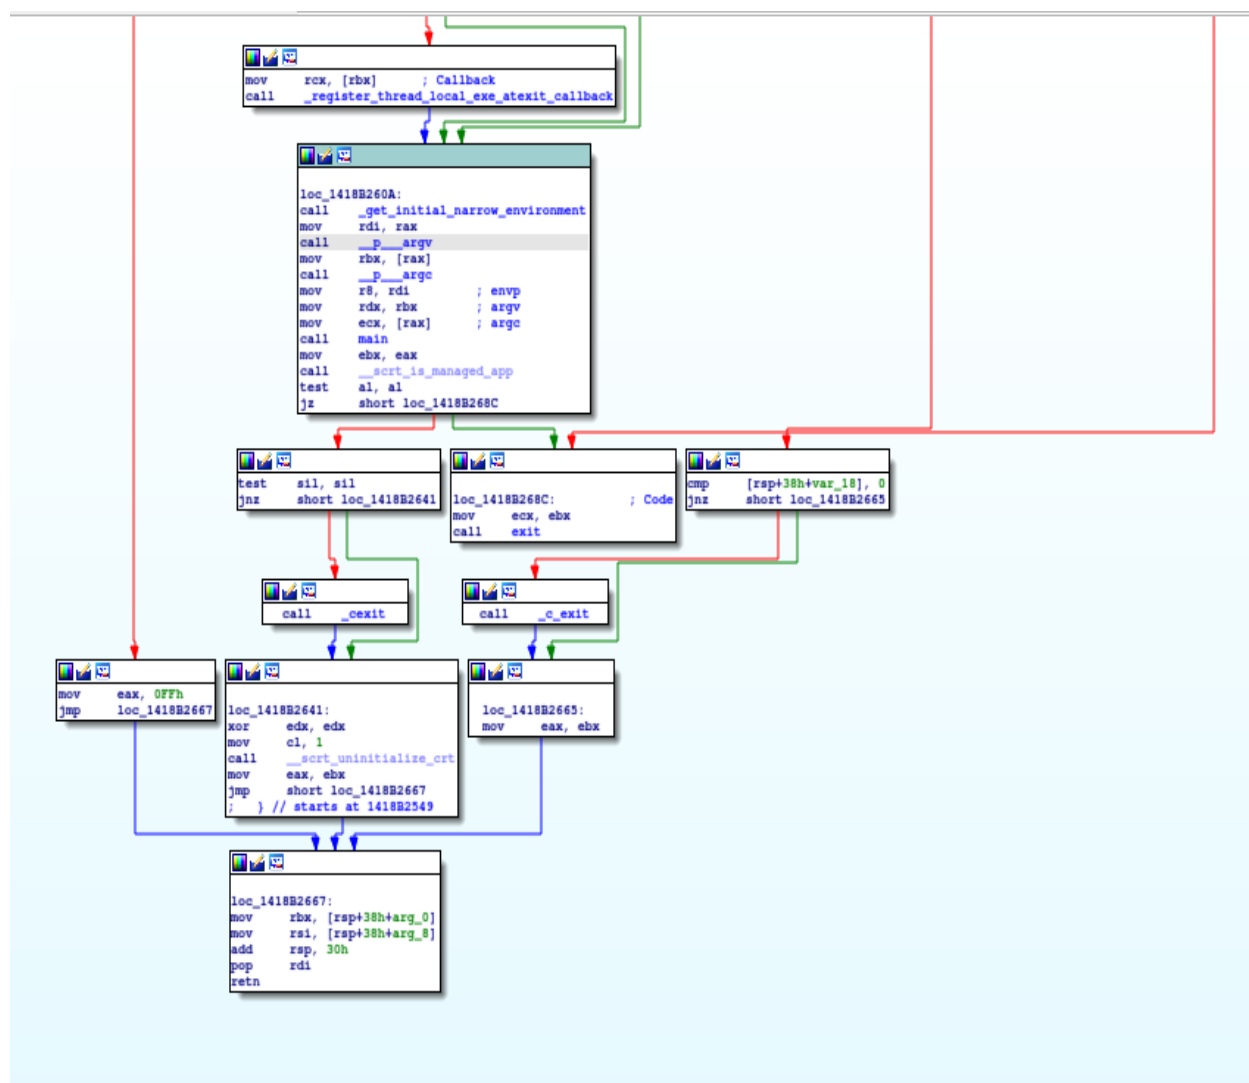 mov rcx, [rbx] ; Callback
call _register_thread_local_exe_atexit_callback
loc_1418B260A:
call _get_initial_narrow_environment
mov rdi, rax
call __p___argv
mov rbx, [rax]
call __p___argc
mov r8, rdi ; envp
mov rdx, rbx ; argv
mov ecx, [rax] ; argc
call main
mov ebx, eax
call __scrt_is_managed_app
test al, al
jz short loc_1418B268C
test sil, sil
jnz short loc_1418B2641
loc_1418B268C: ; Code
mov ecx, ebx
call exit
cmp [rsp+38h+var_18], 0
jnz short loc_1418B2665
call _cexit
call _c_exit
mov eax, 0FFh
jmp loc_1418B2667
loc_1418B2641:
xor edx, edx
mov cl, 1
call __scrt_uninitialize_crt
mov eax, ebx
jmp short loc_1418B2667
; } // starts at 1418B2549
loc_1418B2665:
mov eax, ebx
loc_1418B2667:
mov rbx, [rsp+38h+arg_0]
mov rsi, [rsp+38h+arg_8]
add rsp, 30h
pop rdi
retn